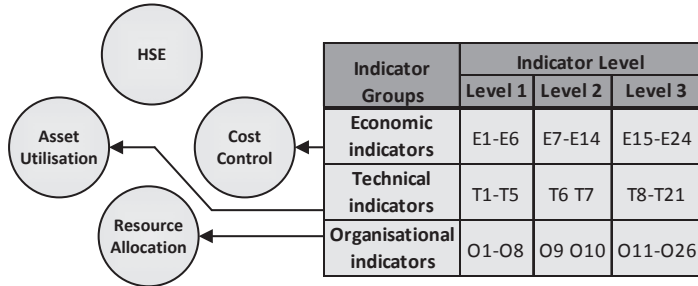 HSE
Asset
Utilisation
Cost
Control
Resource
Allocation
Indicator
Groups
Indicator Level
Level 1 Level 2 Level 3
Economic
indicators
E1-E6 E7-E14 E15-E24
Technical
indicators
T1-T5 T6 T7 T8-T21
Organisational
indicators
O1-O8 O9 O10 O11-O26